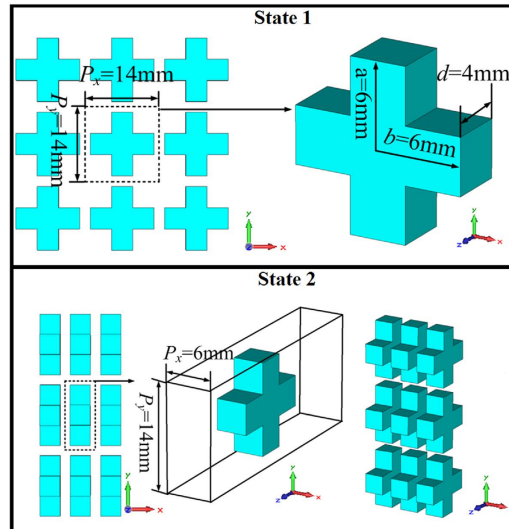 State 1
Px=14mm
Py=14mm
a=6mm
b=6mm
d=4mm
y
x
z
y
x
z
State 2
Px=6mm
Py=14mm
y
x
z
y
x
z
y
x
z